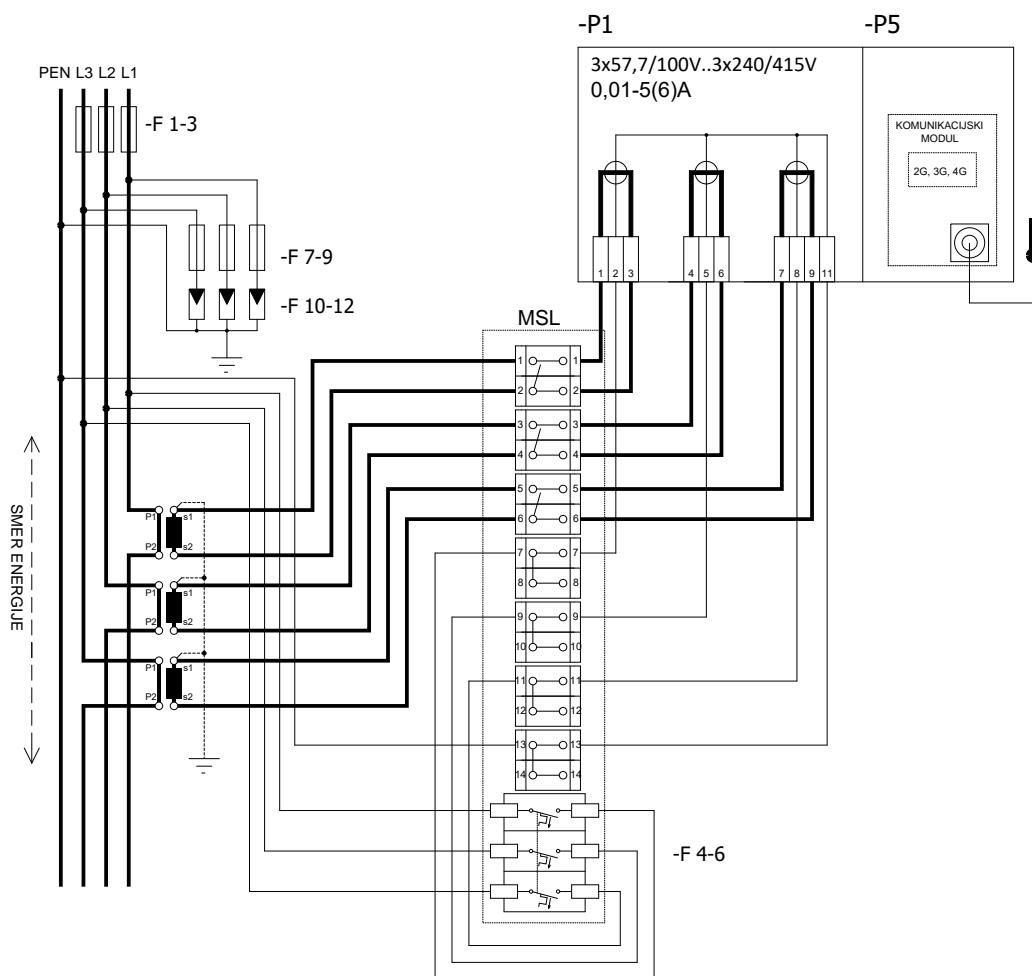 -P1
-P5
3x57,7/100V..3x240/415V
0,01-5(6)A
KOMUNIKACIJSKI
MODUL
2G, 3G, 4G
PEN L3 L2 L1
-F 1-3
-F 7-9
-F 10-12
1 2 3 4 5 6 7 8 9 11
MSL
1 1
2 2
3 3
4 4
5 5
6 6
7 7
8 8
9 9
10 10
11 11
12 12
13 13
14 14
SMER ENERGIJE
P1 s1
P2 s2
P1 s1
P2 s2
P1 s1
P2 s2
-F 4-6